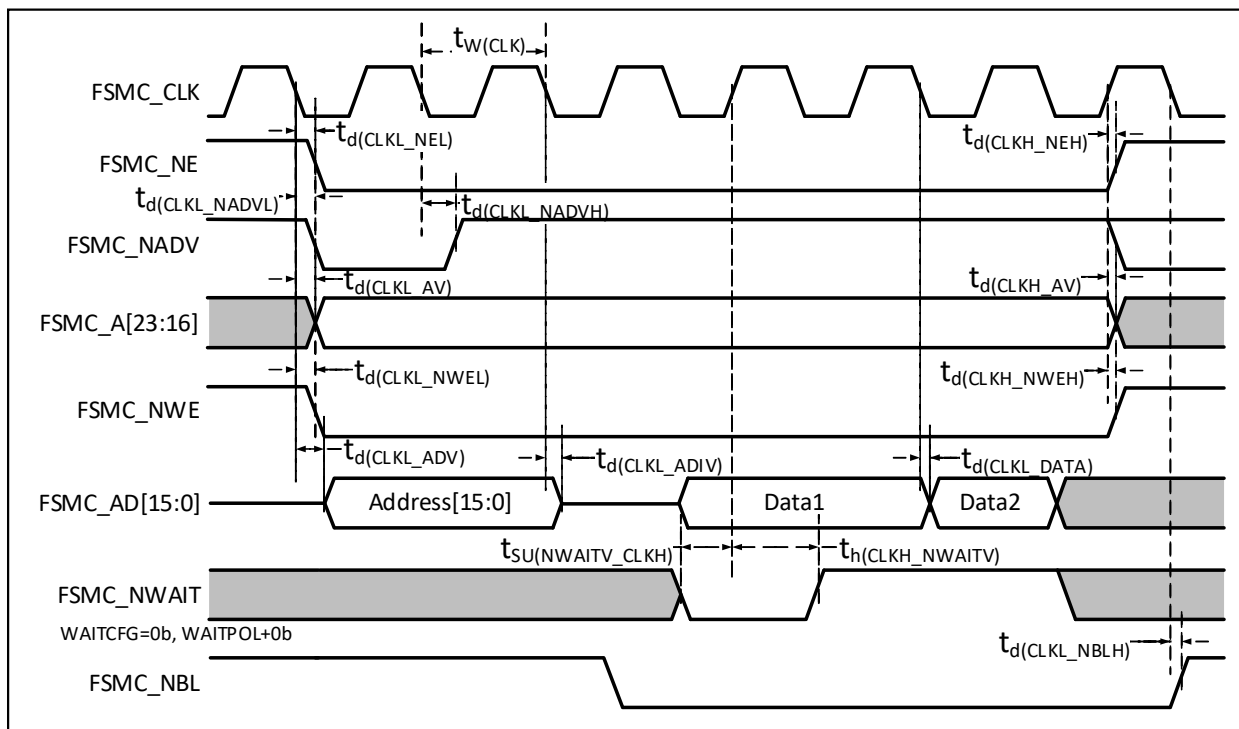 tW(CLK)
FSMC_CLK
td(CLKL_NEL)
td(CLKH_NEH)
FSMC_NE
td(CLKL_NADVL)
td(CLKL_NADVH)
FSMC_NADV
td(CLKL_AV)
td(CLKH_AV)
FSMC_A[23:16]
td(CLKL_NWEL)
td(CLKH_NWEH)
FSMC_NWE
td(CLKL_ADV)
td(CLKL_ADIV)
td(CLKL_DATA)
FSMC_AD[15:0]
Address[15:0]
Data1
Data2
tSU(NWAITV_CLKH)
th(CLKH_NWAITV)
FSMC_NWAIT
WAITCFG=0b, WAITPOL+0b
td(CLKL_NBLH)
FSMC_NBL